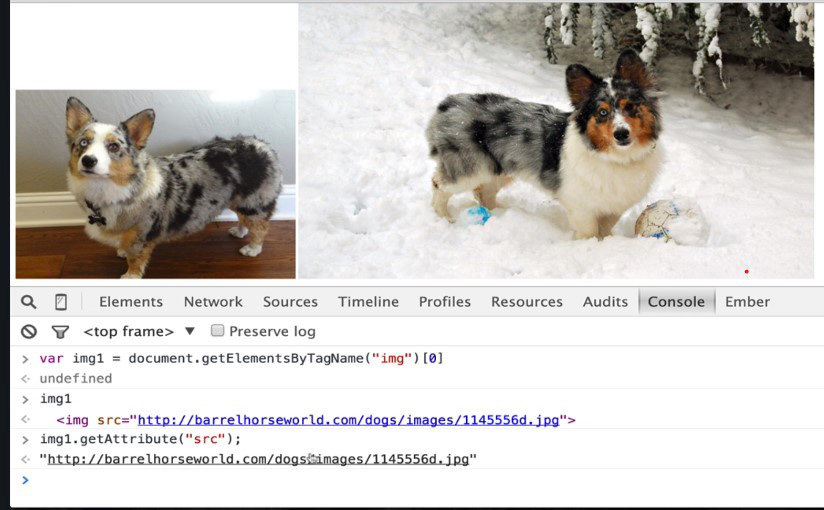 Elements Network Sources Timeline Profiles Resources Audits Console Ember
<top frame> ▼ Preserve log
> var img1 = document.getElementsByTagName("img")[0]
<· undefined
> img1
<· <img src="http://barrelhorseworld.com/dogs/images/1145556d.jpg">
> img1.getAttribute("src");
<· "http://barrelhorseworld.com/dogs/images/1145556d.jpg"
>